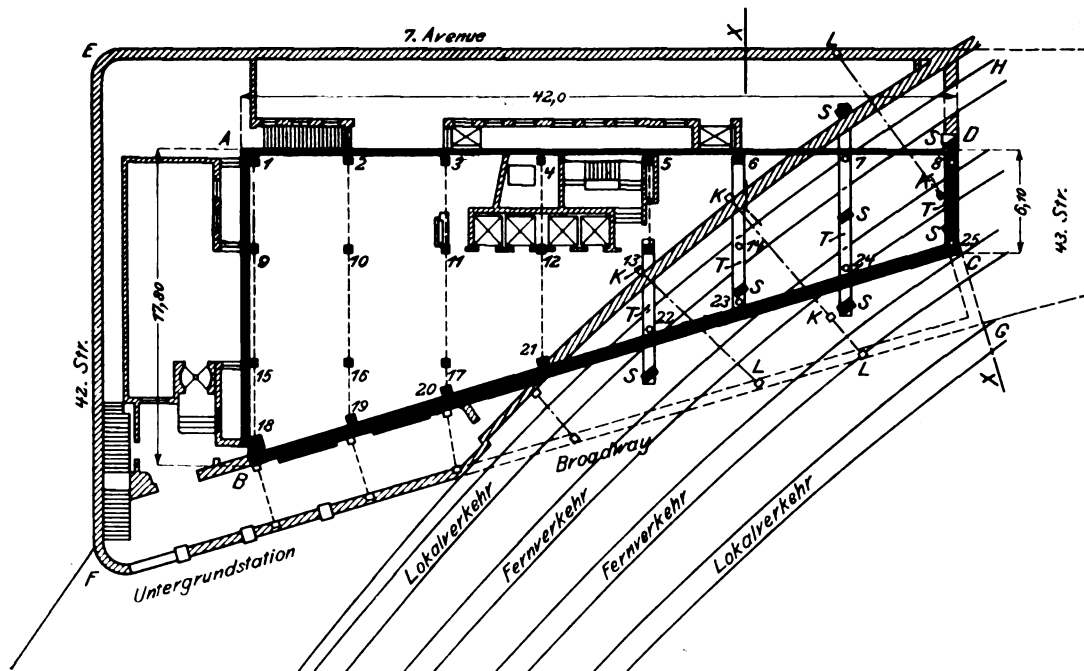 E
7. Avenue
X
L
H
42,0
S
S
A
D
1
2
3
4
5
6
7
8
K
K
T
17,80
6,10
43. Str.
S
S
9
10
11
12
13
14
24
25
K
T
T
C
S
S
23
T
22
K
G
42. Str.
15
16
17
21
20
S
L
L
X
18
19
B
Broadway
Lokalverkehr
Fernverkehr
Fernverkehr
Lokalverkehr
F
Untergrundstation